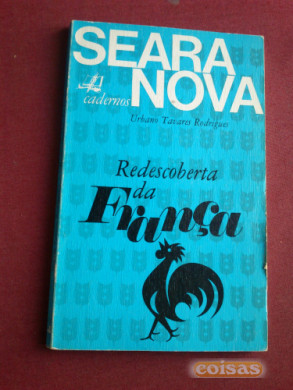 SEARA
NOVA
cadernos
Urbano Tavares Rodrigues
Redescoberta
da
França
coisas